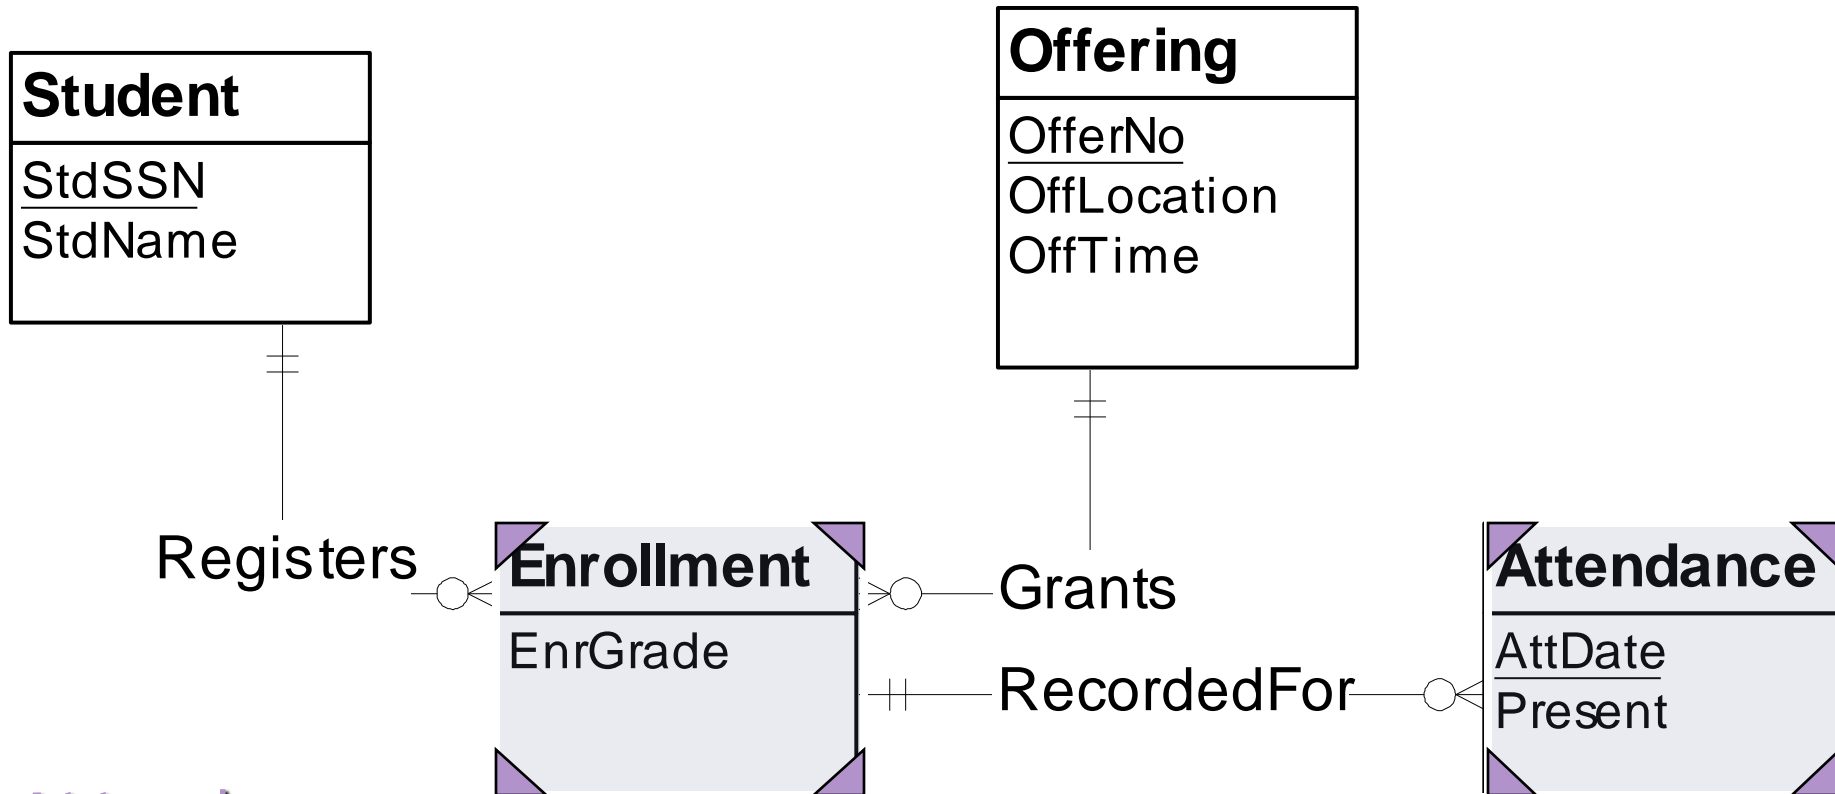 Student
StdSSN
StdName
Offering
OfferNo
OffLocation
OffTime
Registers
Enrollment
EnrGrade
Grants
RecordedFor
Attendance
AttDate
Present